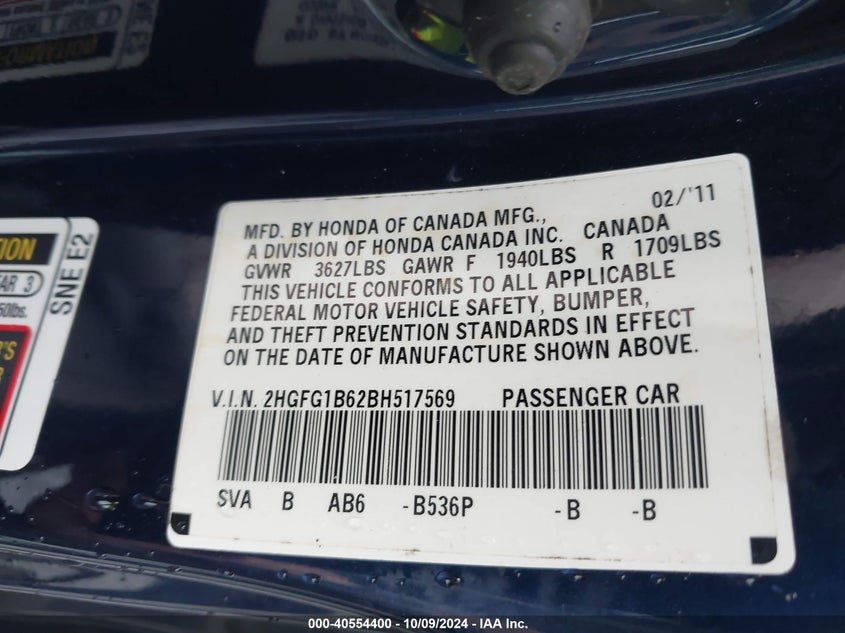 02/'11
MFD. BY HONDA OF CANADA MFG.,
A DIVISION OF HONDA CANADA INC. CANADA
GVWR 3627LBS GAWR F 1940LBS R 1709LBS
THIS VEHICLE CONFORMS TO ALL APPLICABLE
FEDERAL MOTOR VEHICLE SAFETY, BUMPER,
AND THEFT PREVENTION STANDARDS IN EFFECT
ON THE DATE OF MANUFACTURE SHOWN ABOVE.
V.I.N. 2HGFG1B62BH517569 PASSENGER CAR
SVA B AB6 -B536P -B -B
SNE E2
000-40554400 - 10/09/2024 - IAA Inc.